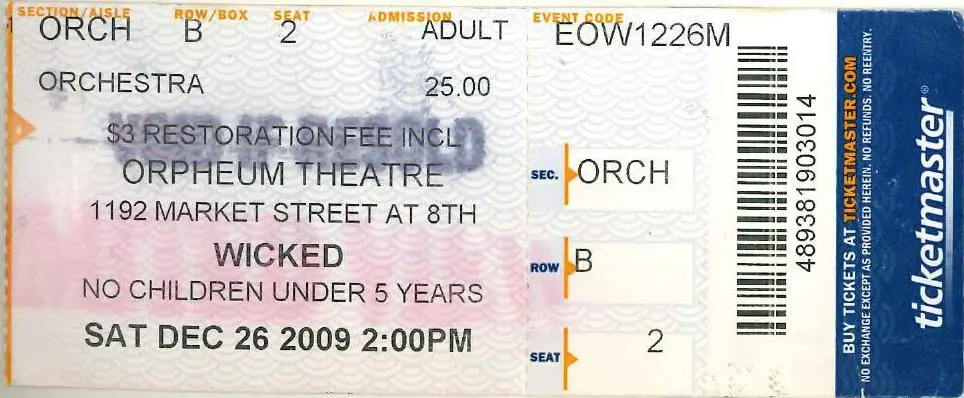 SECTION/AISLE ROW/BOX SEAT ADMISSION EVENT CODE
ORCH B 2 ADULT EOW1226M
ORCHESTRA 25.00
$3 RESTORATION FEE INCL
ORPHEUM THEATRE
1192 MARKET STREET AT 8TH
WICKED
NO CHILDREN UNDER 5 YEARS
SAT DEC 26 2009 2:00PM
SEC. ORCH
ROW B
SEAT 2
489381903014
BUY TICKETS AT TICKETMASTER.COM
NO EXCHANGE EXCEPT AS PROVIDED HEREIN. NO REFUNDS. NO REENTRY.
ticketmaster®